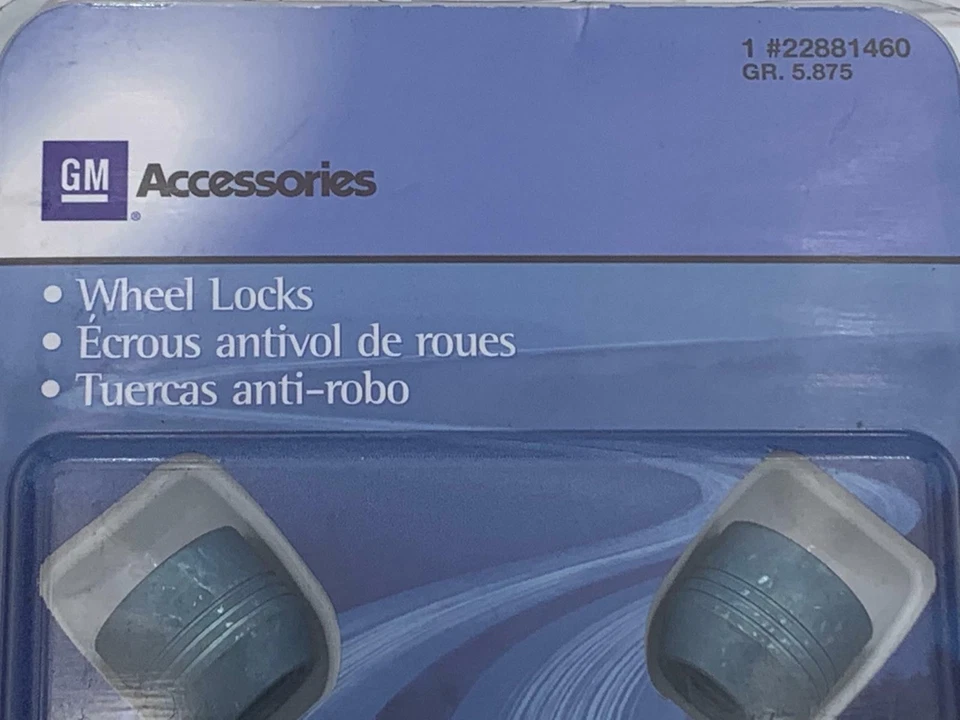 1 #22881460
GR. 5.875
GM
Accessories
®
• Wheel Locks
• Écrous antivol de roues
• Tuercas anti-robo